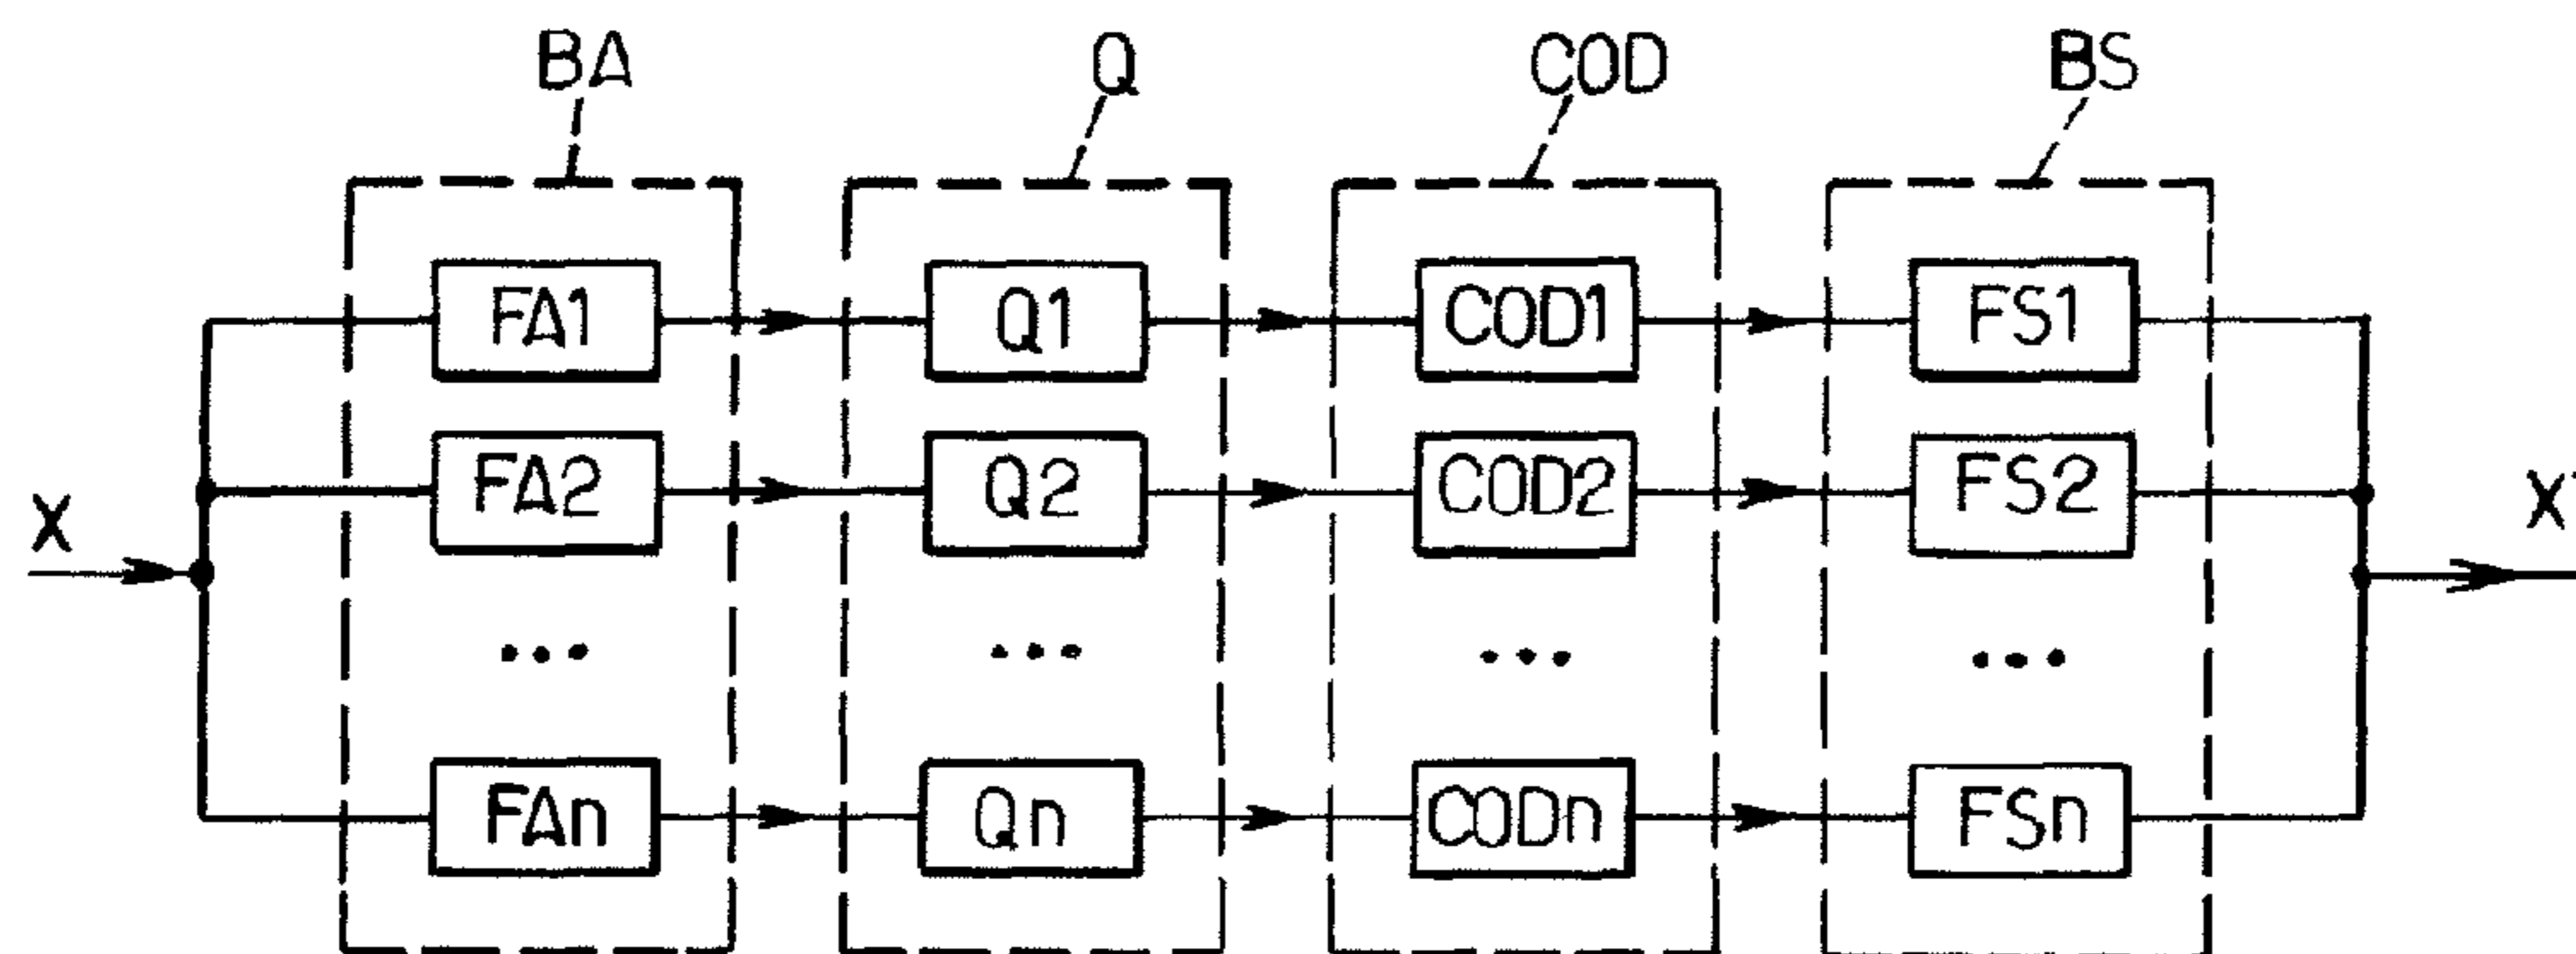 BA Q COD BS
FA1 Q1 COD1 FS1
FA2 Q2 COD2 FS2
X X'
... ... ... ...
FAn Qn CODn FSn